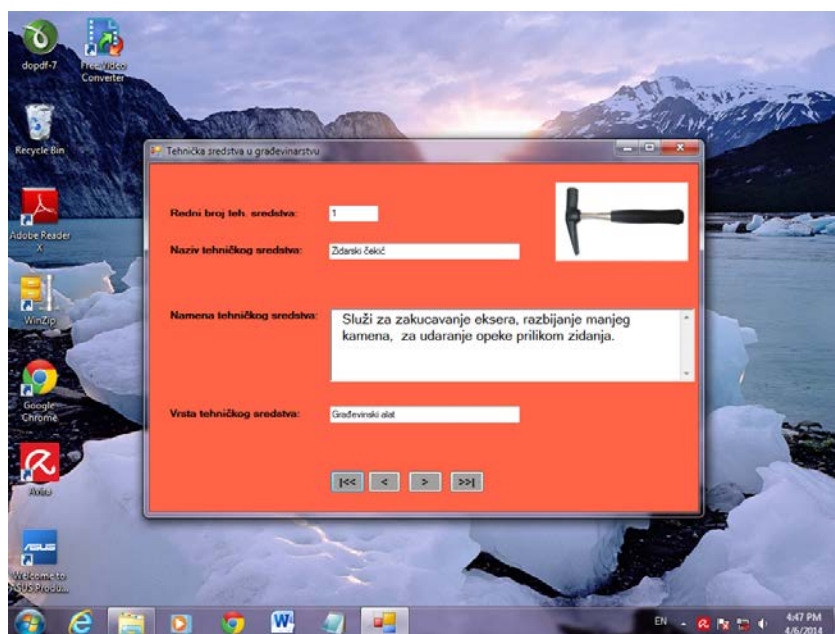 dopdf-7
Free Video
Converter
Recycle Bin
Adobe Reader
X
WinZip
Google
Chrome
Avira
ASUS
Welcome to
ASUS Produ...
Tehnička sredstva u građevinarstvu
Redni broj teh. sredstva:
1
Naziv tehničkog sredstva:
Zidarski čekić
Namena tehničkog sredstva:
Služi za zakucavanje eksera, razbijanje manjeg
kamena, za udaranje opeke prilikom zidanja.
Vrsta tehničkog sredstva:
Građevinski alat
|<< < > >>|
EN
4:47 PM
4/6/2014